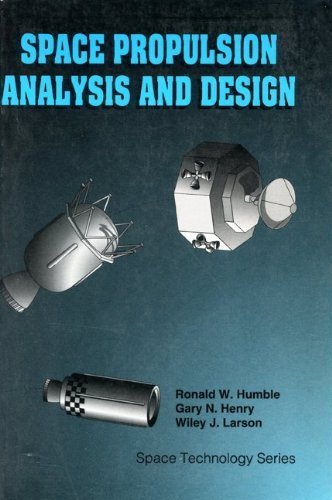 SPACE PROPULSION
ANALYSIS AND DESIGN
Ronald W. Humble
Gary N. Henry
Wiley J. Larson
Space Technology Series